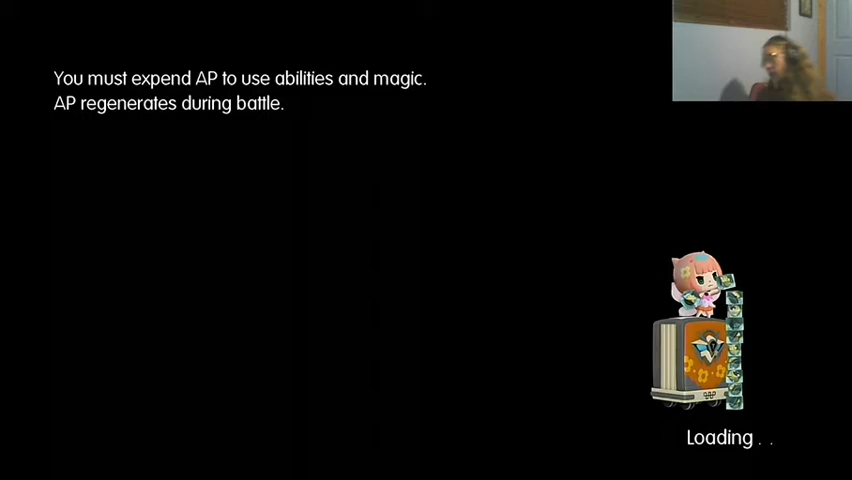 You must expend AP to use abilities and magic.
AP regenerates during battle.
Loading . .